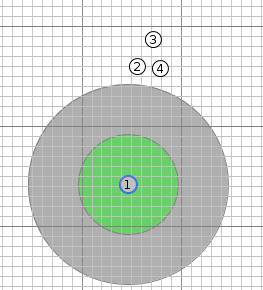 ③
② ④
①